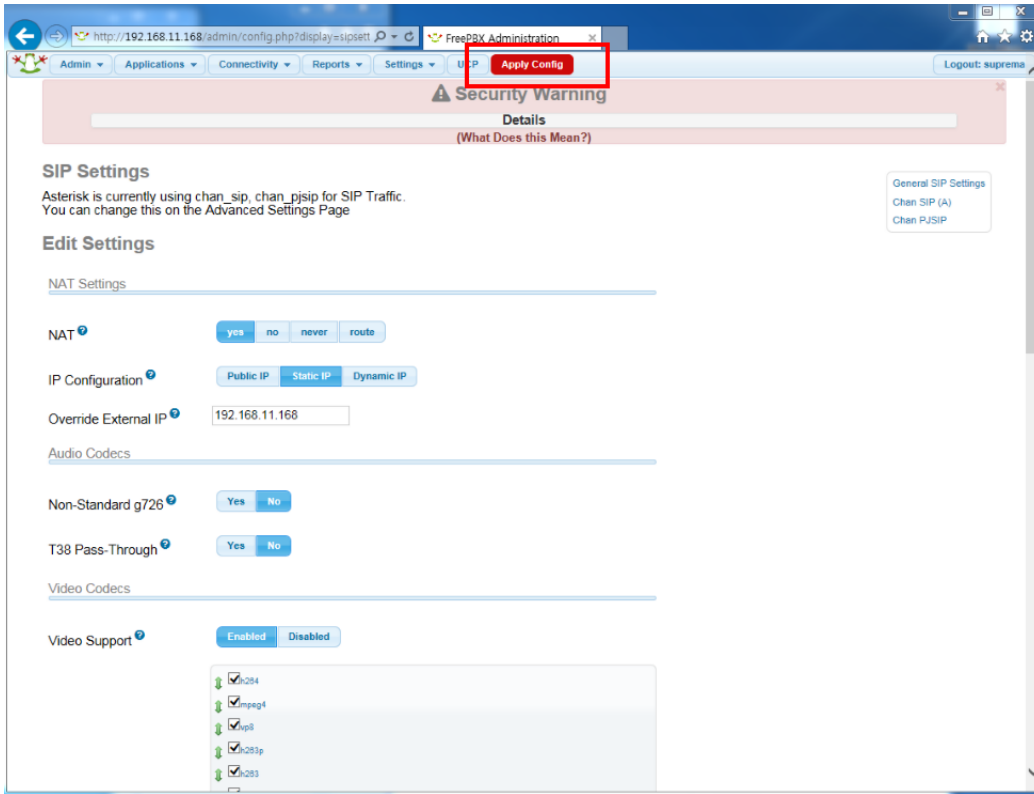 http://192.168.11.168/admin/config.php?display=sipsett
FreePBX Administration
Admin Applications Connectivity Reports Settings UCP Apply Config Logout: suprema
Security Warning
Details
(What Does this Mean?)
SIP Settings
Asterisk is currently using chan_sip, chan_pjsip for SIP Traffic.
You can change this on the Advanced Settings Page
General SIP Settings
Chan SIP (A)
Chan PJSIP
Edit Settings
NAT Settings
NAT yes no never route
IP Configuration Public IP Static IP Dynamic IP
Override External IP 192.168.11.168
Audio Codecs
Non-Standard g726 Yes No
T38 Pass-Through Yes No
Video Codecs
Video Support Enabled Disabled
h264
mpeg4
vp8
h263p
h263